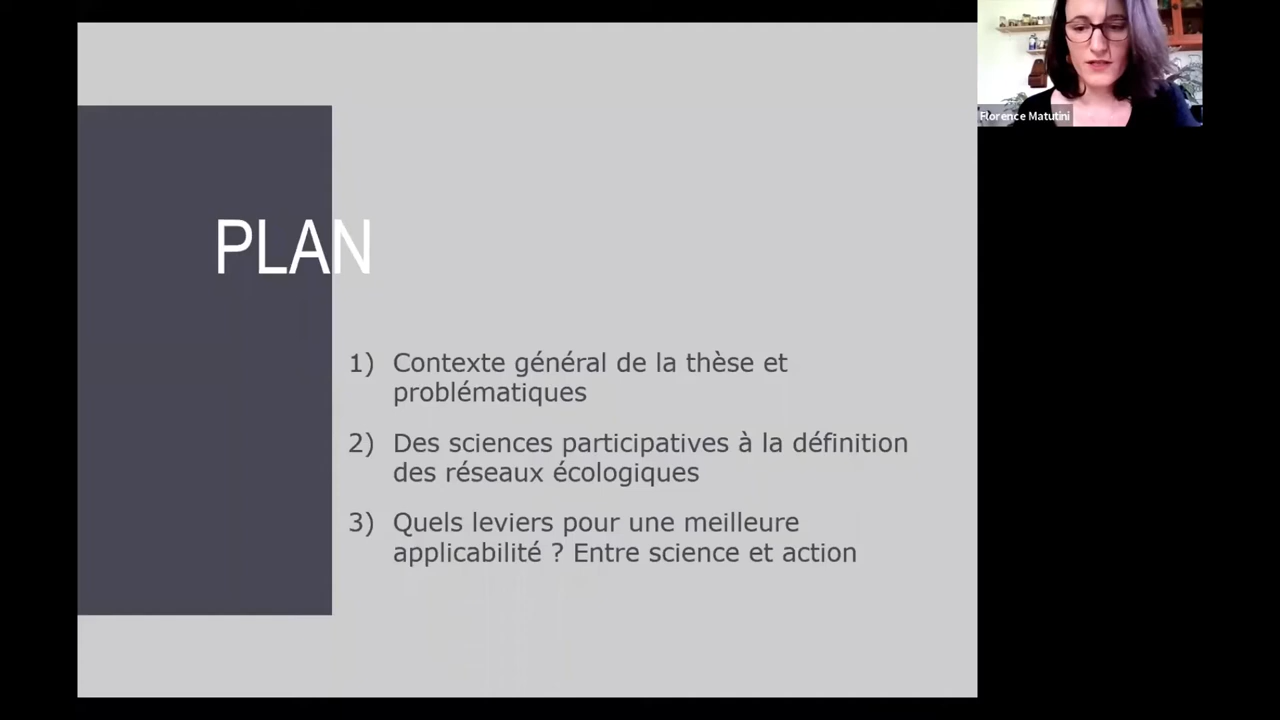 Florence Matutini
PLAN
1) Contexte général de la thèse et
problématiques
2) Des sciences participatives à la définition
des réseaux écologiques
3) Quels leviers pour une meilleure
applicabilité ? Entre science et action